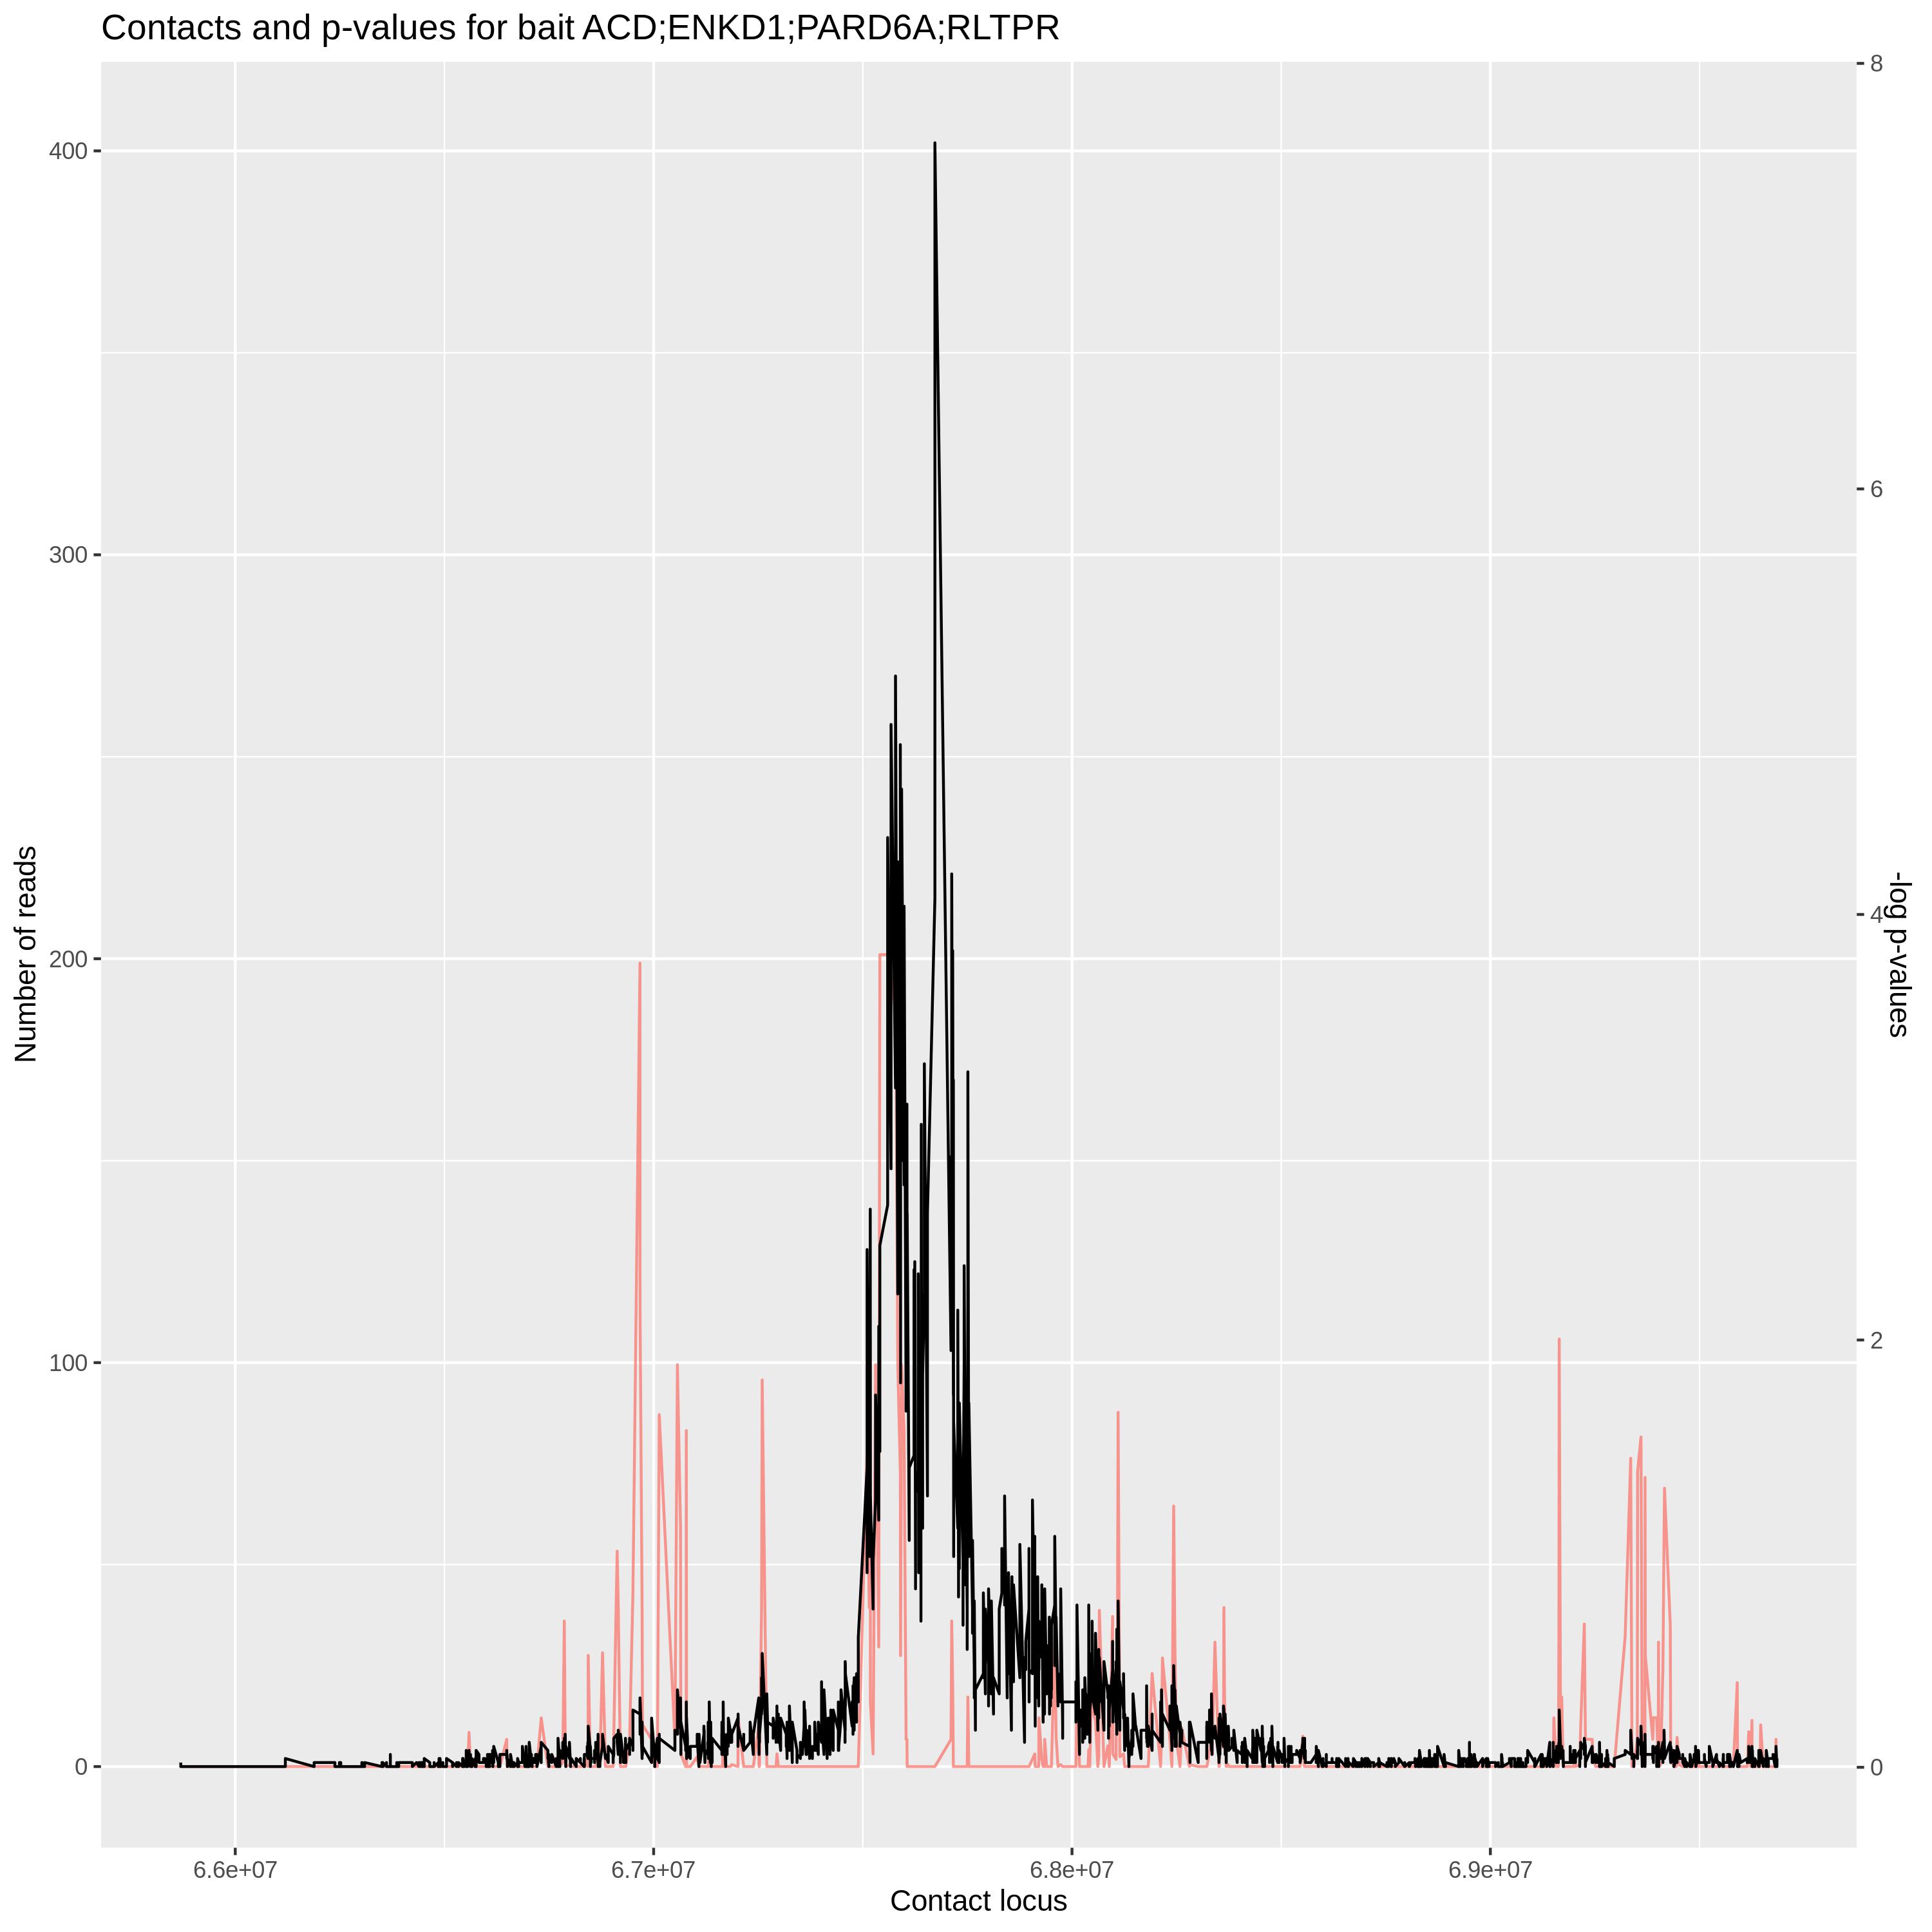 Contacts and p-values for bait ACD;ENKD1;PARD6A;RLTPR
8
400
6
300
4
200
100
2
0
0
Number of reads
-log p-values
6.6e+07
6.7e+07
6.8e+07
6.9e+07
Contact locus